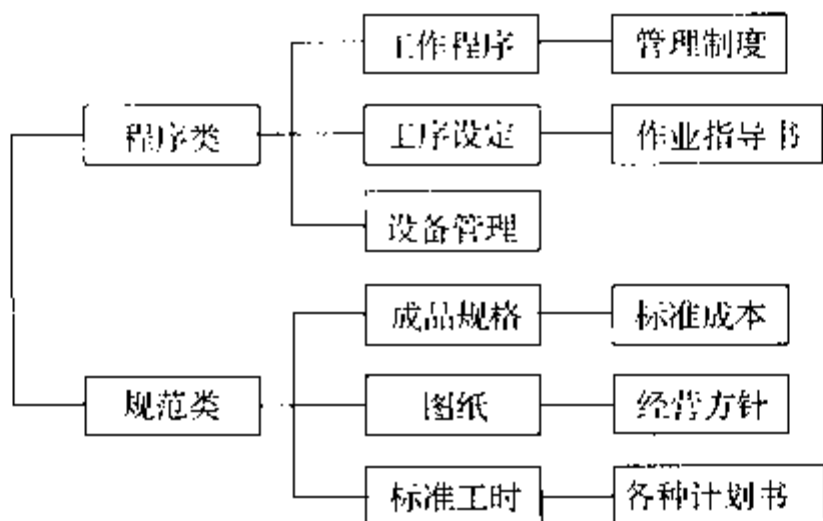 工作程序 管理制度
程序类 工序设定 作业指导书
设备管理
成品规格 标准成本
规范类 图纸 经营方针
标准工时 各种计划书